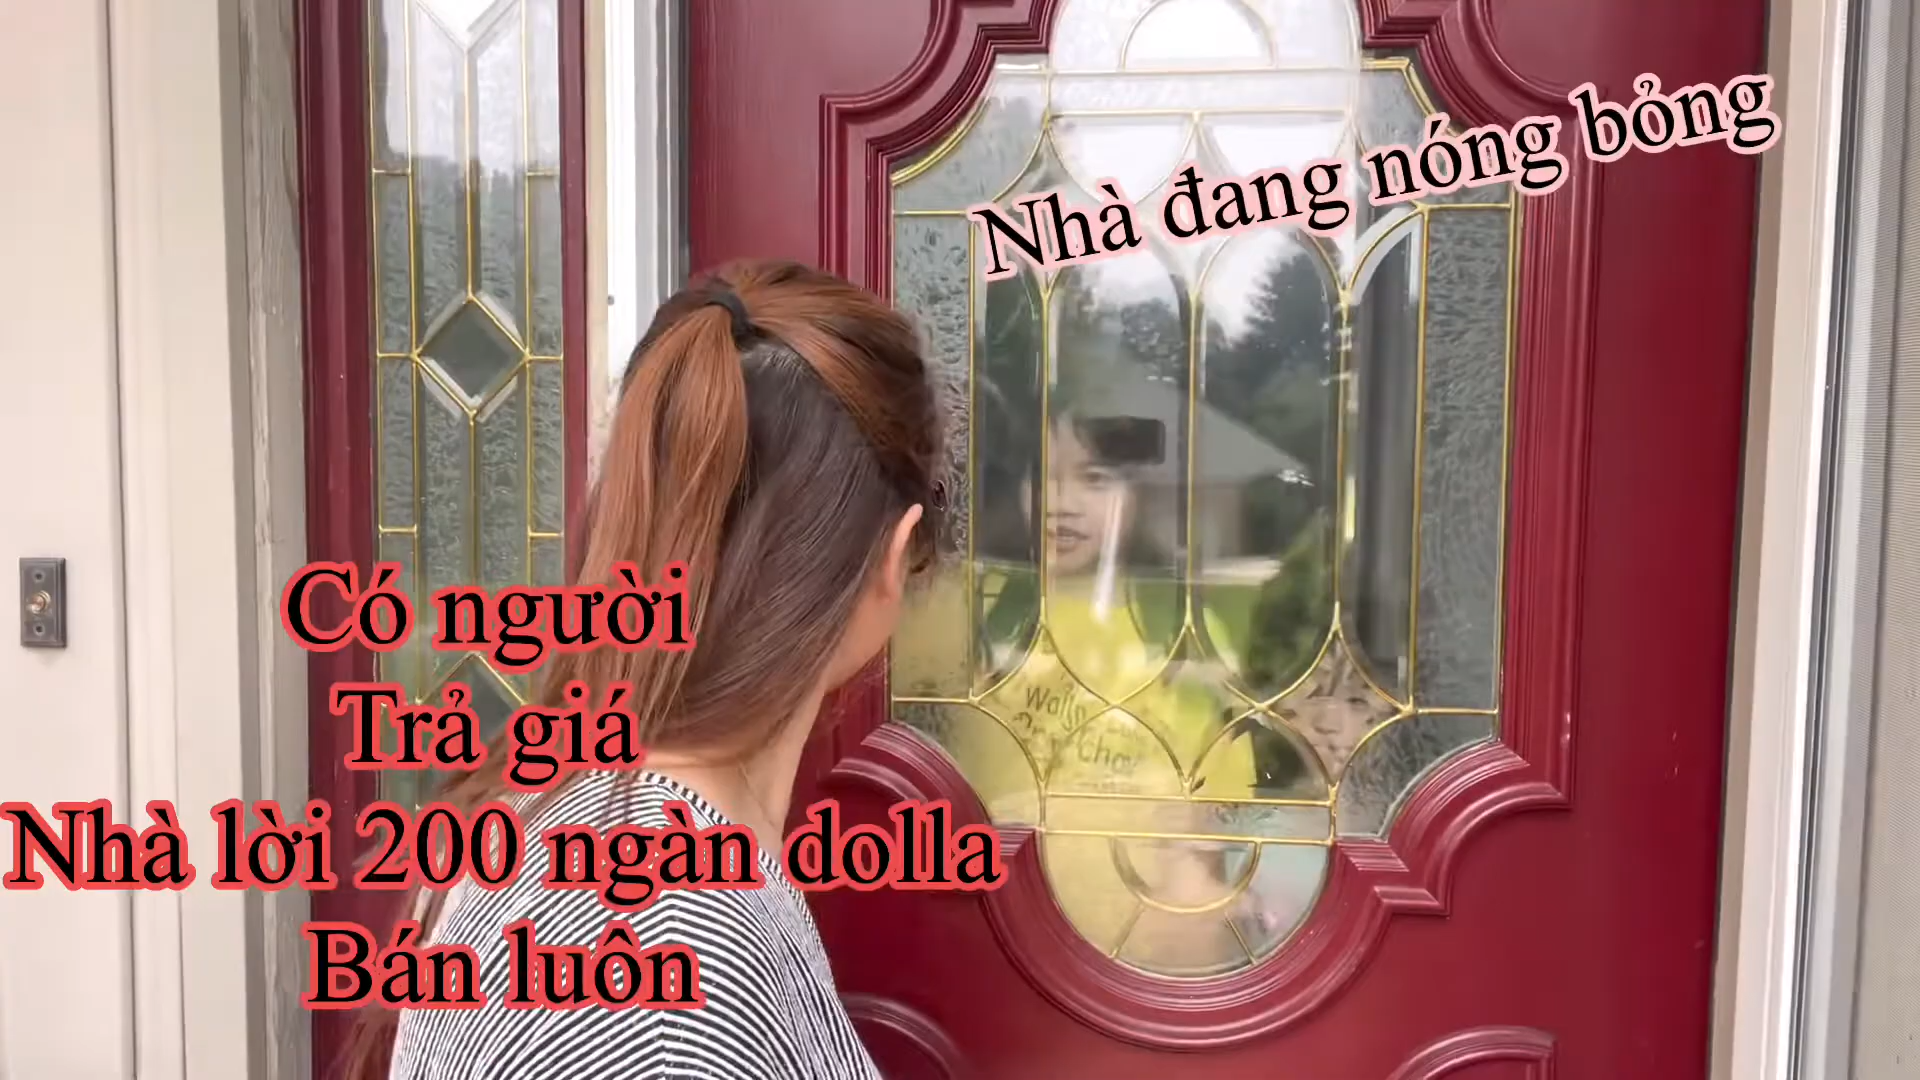 Nhà đang nóng bỏng
Có người
Trả giá
Nhà lời 200 ngàn dolla
Bán luôn